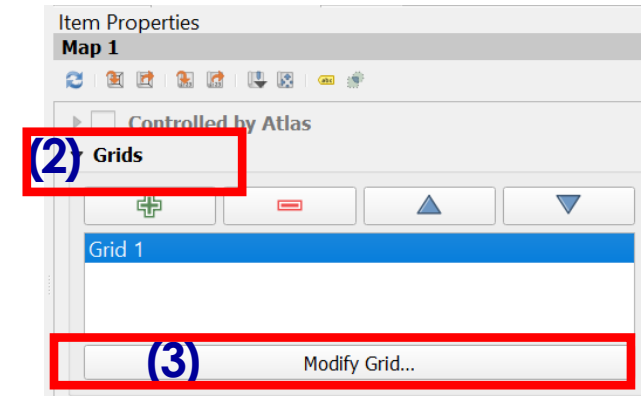 Item Properties
Map 1
Controlled by Atlas
(2) Grids
Grid 1
(3) Modify Grid...